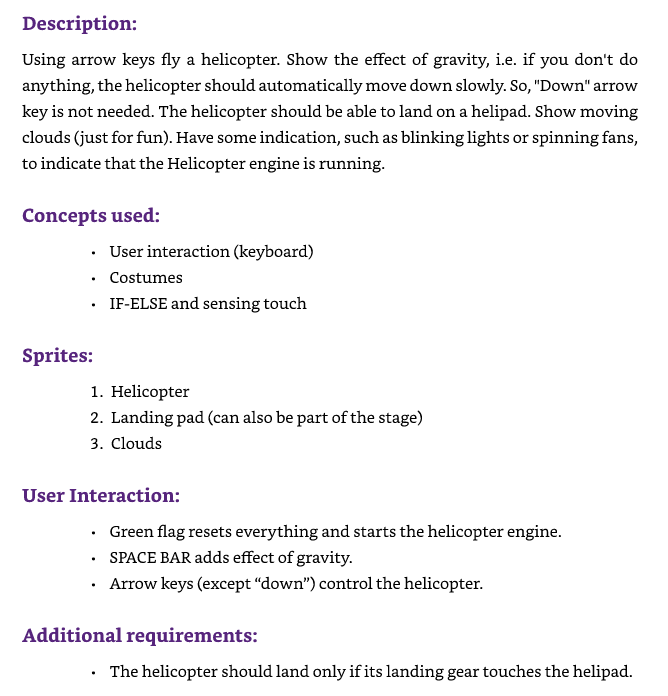 Description:
Using arrow keys fly a helicopter. Show the effect of gravity, i.e. if you don't do
anything, the helicopter should automatically move down slowly. So, "Down" arrow
key is not needed. The helicopter should be able to land on a helipad. Show moving
clouds (just for fun). Have some indication, such as blinking lights or spinning fans,
to indicate that the Helicopter engine is running.
Concepts used:
• User interaction (keyboard)
• Costumes
• IF-ELSE and sensing touch
Sprites:
1. Helicopter
2. Landing pad (can also be part of the stage)
3. Clouds
User Interaction:
• Green flag resets everything and starts the helicopter engine.
• SPACE BAR adds effect of gravity.
• Arrow keys (except “down”) control the helicopter.
Additional requirements:
• The helicopter should land only if its landing gear touches the helipad.